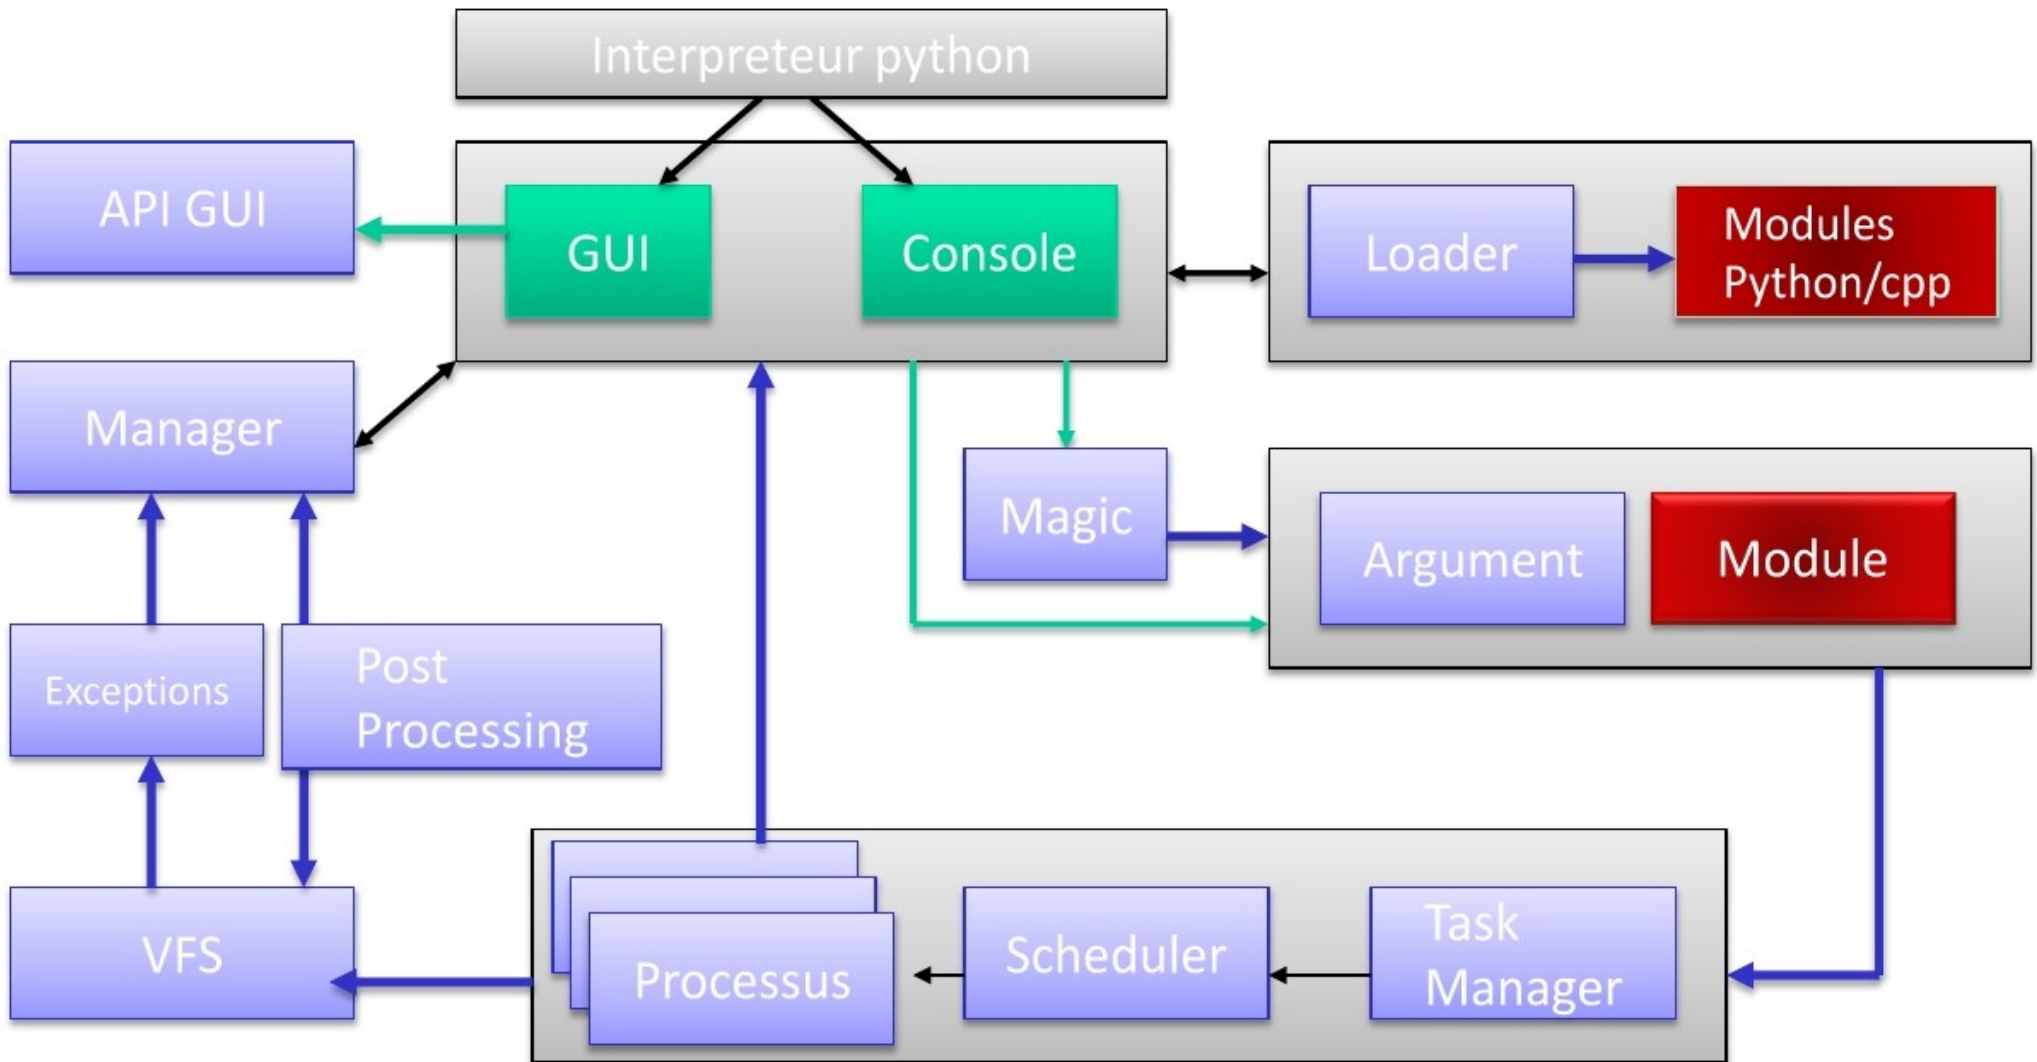 Interpreteur python
API GUI
GUI
Console
Loader
Modules
Python/cpp
Manager
Magic
Argument
Module
Exceptions
Post
Processing
VFS
Processus
Scheduler
Task
Manager